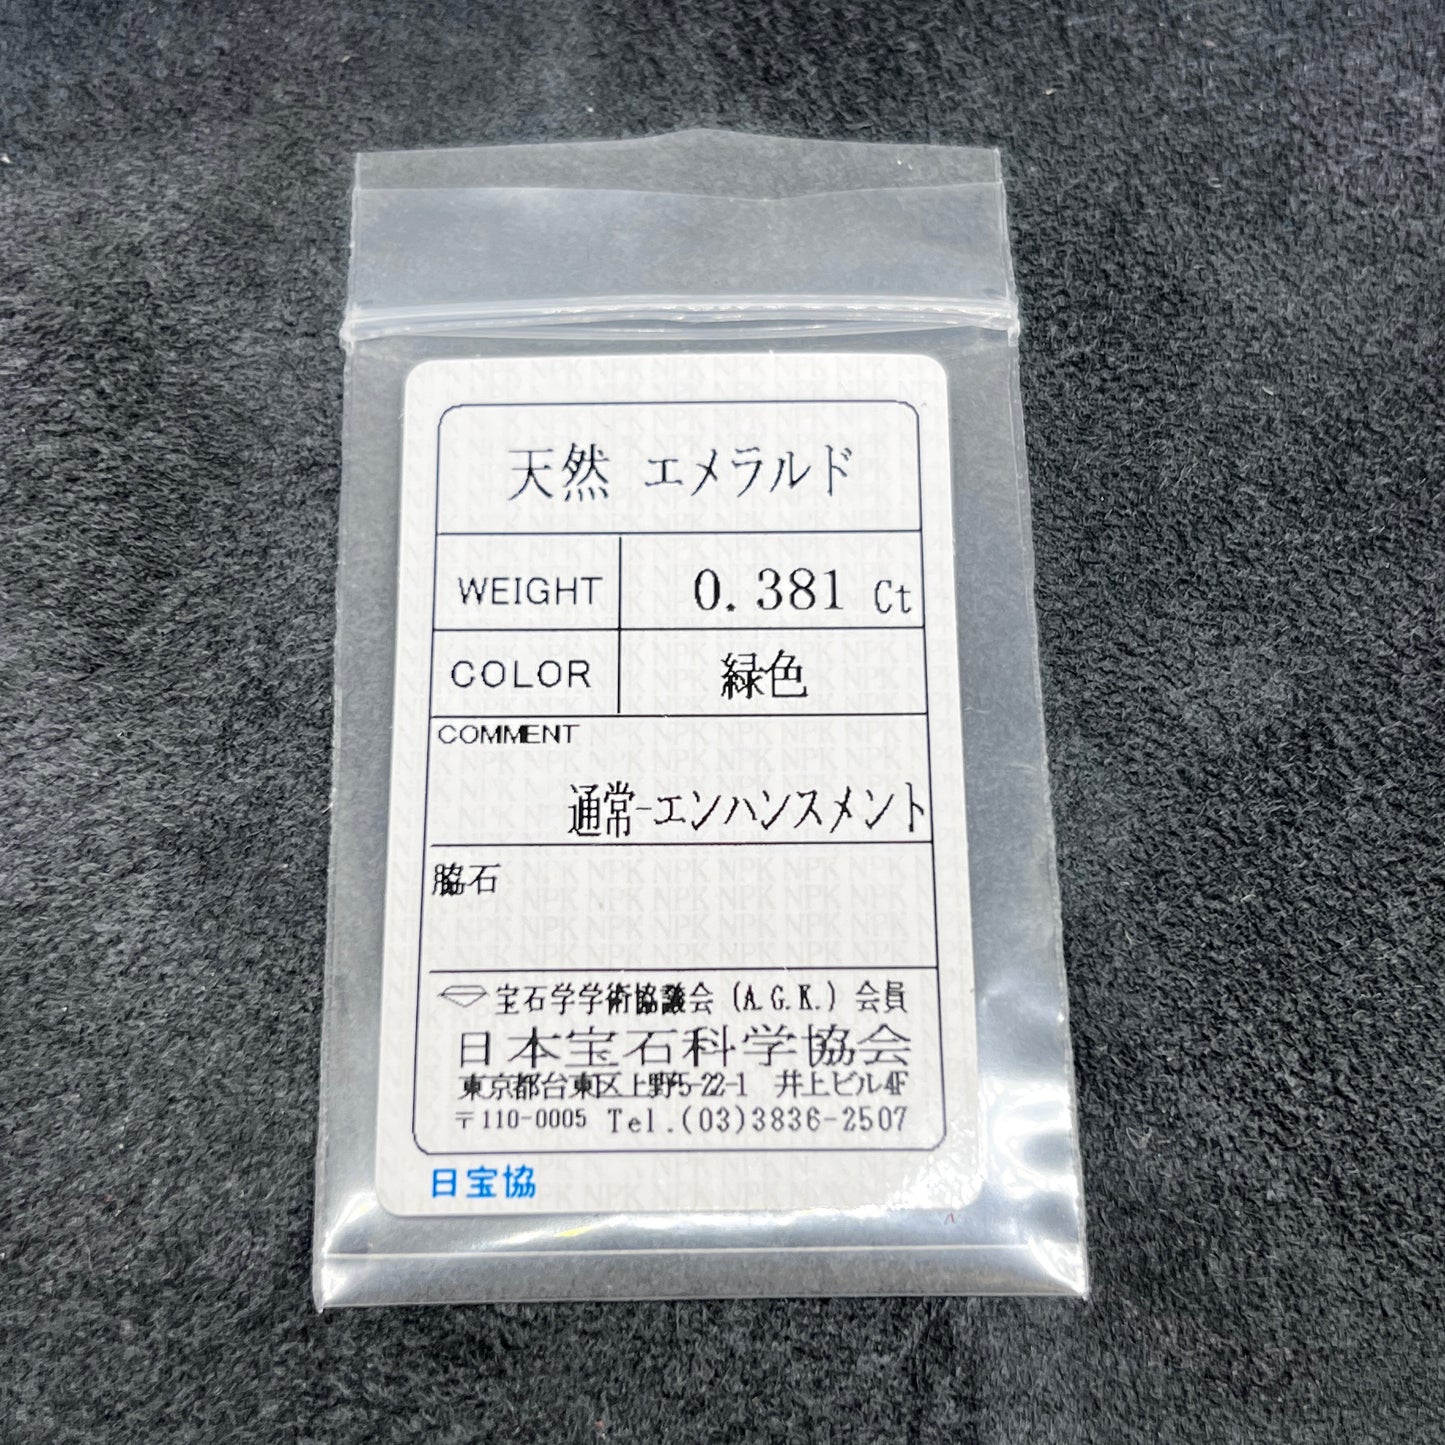 天然 エメラルド
WEIGHT 0.381 Ct
COLOR 緑色
COMMENT
通常-エンハンスメント
脇石
宝石学学術協議会 (A.G.K.) 会員
日本宝石科学協会
東京都台東区上野5-22-1 井上ビル4F
〒110-0005 Tel.(03)3836-2507
日宝協